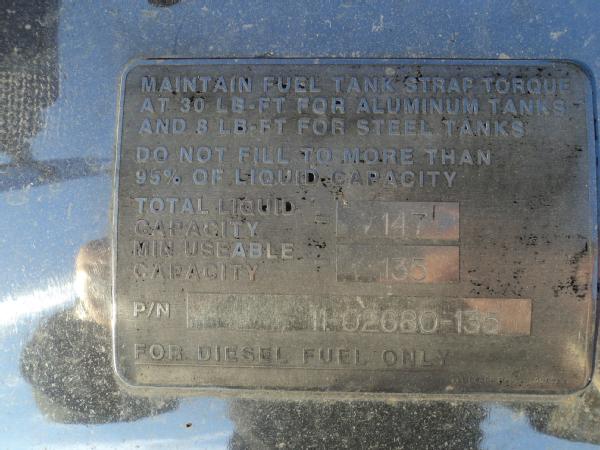 MAINTAIN FUEL TANK STRAP TORQUE
AT 30 LB-FT FOR ALUMINUM TANKS
AND 8 LB-FT FOR STEEL TANKS
DO NOT FILL TO MORE THAN
95% OF LIQUID CAPACITY
TOTAL LIQUID
CAPACITY 147
MIN USEABLE
CAPACITY 135
P/N 11-02680-135
FOR DIESEL FUEL ONLY